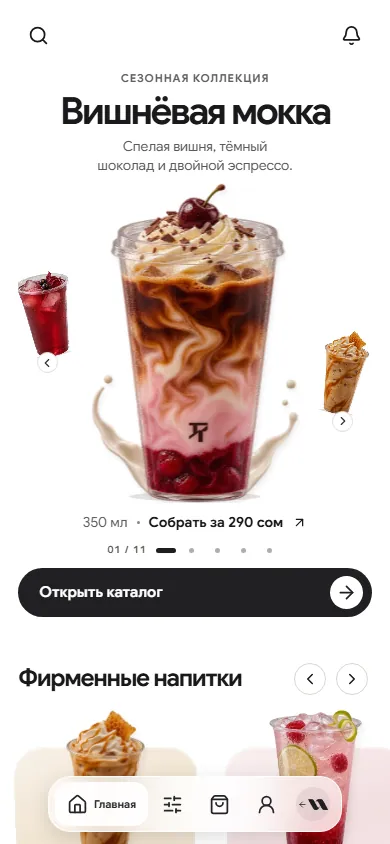 СЕЗОННАЯ КОЛЛЕКЦИЯ
Вишнёвая мокка
Спелая вишня, тёмный
шоколад и двойной эспрессо.
350 мл • Собрать за 290 сом
01 / 11
Открыть каталог
Фирменные напитки
Главная